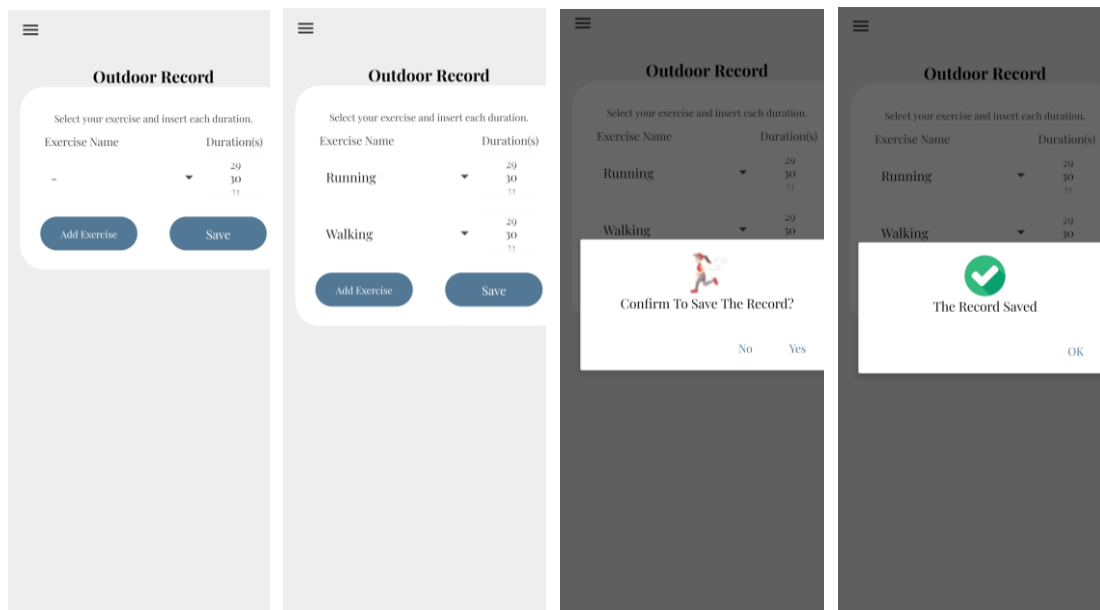 Outdoor Record
Select your exercise and insert each duration.
Exercise Name Duration(s)
29
- 30
31
Add Exercise Save
Outdoor Record
Select your exercise and insert each duration.
Exercise Name Duration(s)
29
Running 30
31
29
Walking 30
31
Add Exercise Save
Outdoor Record
Select your exercise and insert each duration.
Exercise Name Duration(s)
29
Running 30
31
29
Walking 30
Confirm To Save The Record?
No Yes
Outdoor Record
Select your exercise and insert each duration.
Exercise Name Duration(s)
29
Running 30
31
29
Walking 30
The Record Saved
OK